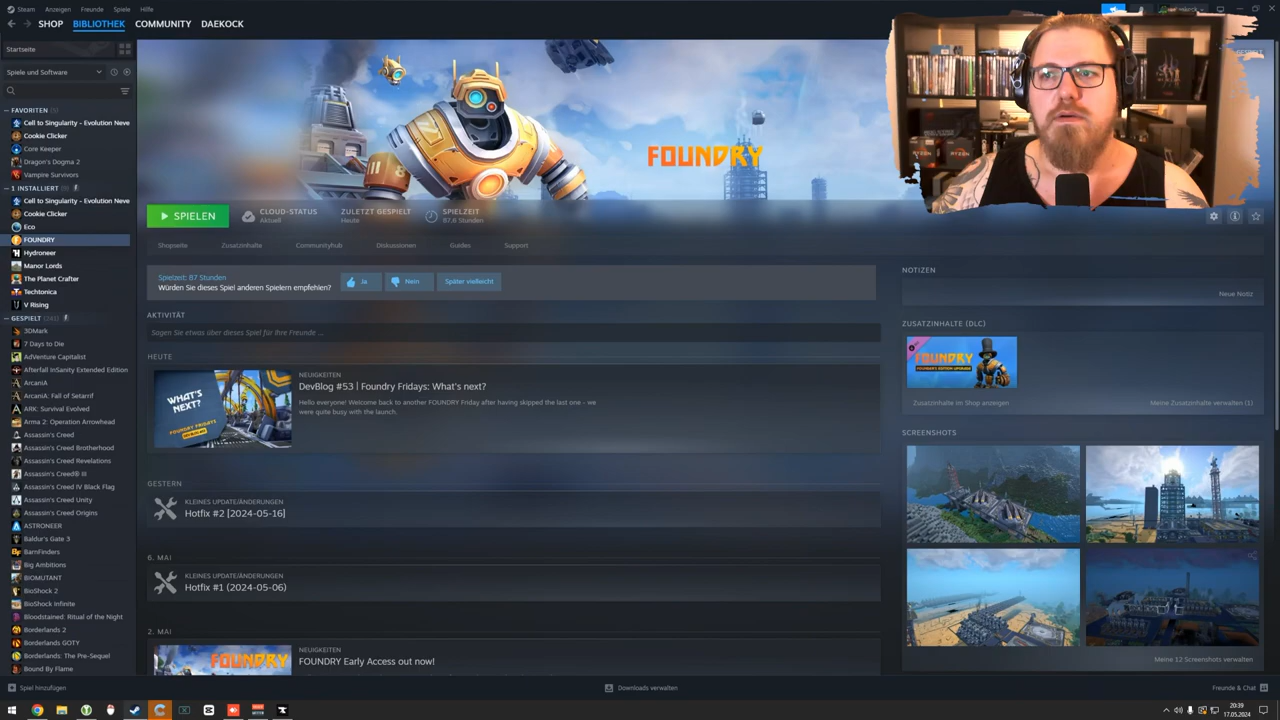 Steam Anzeigen Freunde Spiele Hilfe
SHOP BIBLIOTHEK COMMUNITY DAEKOCK
Startseite
Spiele und Software
FAVORITEN
Cell to Singularity - Evolution Neve
Cookie Clicker
Core Keeper
Dragon's Dogma 2
Vampire Survivors
1 INSTALLIERT
Cell to Singularity - Evolution Neve
Cookie Clicker
Eco
FOUNDRY
Hydroneer
Manor Lords
The Planet Crafter
Techtonica
V Rising
GESPIELT
3DMark
7 Days to Die
AdVenture Capitalist
Afterfall InSanity Extended Edition
ArcaniA
ArcaniA: Fall of Setarrif
ARK: Survival Evolved
Arma 2: Operation Arrowhead
Assassin's Creed
Assassin's Creed Brotherhood
Assassin's Creed Revelations
Assassin's Creed® III
Assassin's Creed IV Black Flag
Assassin's Creed Unity
Assassin's Creed Origins
ASTRONEER
Baldur's Gate 3
BarnFinders
Big Ambitions
BIOMUTANT
BioShock 2
BioShock Infinite
Bloodstained: Ritual of the Night
Borderlands 2
Borderlands GOTY
Borderlands: The Pre-Sequel
Bound By Flame
Spiel hinzufügen
FOUNDRY
SPIELEN
CLOUD-STATUS
Aktuell
ZULETZT GESPIELT
Heute
SPIELZEIT
87,6 Stunden
Shopseite Zusatzinhalte Communityhub Diskussionen Guides Support
Spielzeit: 87 Stunden
Würden Sie dieses Spiel anderen Spielern empfehlen?
Ja Nein Später vielleicht
AKTIVITÄT
Sagen Sie etwas über dieses Spiel für Ihre Freunde ...
HEUTE
WHAT'S NEXT?
FOUNDRY FRIDAYS
NEUIGKEITEN
DevBlog #53 | Foundry Fridays: What's next?
Hello everyone! Welcome back to another FOUNDRY Friday after having skipped the last one - we
were quite busy with the launch.
GESTERN
KLEINES UPDATE/ÄNDERUNGEN
Hotfix #2 [2024-05-16]
6. MAI
KLEINES UPDATE/ÄNDERUNGEN
Hotfix #1 (2024-05-06)
2. MAI
FOUNDRY
NEUIGKEITEN
FOUNDRY Early Access out now!
NOTIZEN
Neue Notiz
ZUSATZINHALTE (DLC)
FOUNDRY
Zusatzinhalte im Shop anzeigen
Meine Zusatzinhalte verwalten (1)
SCREENSHOTS
Meine 12 Screenshots verwalten
Downloads verwalten
Freunde & Chat
20:39
17.05.2024